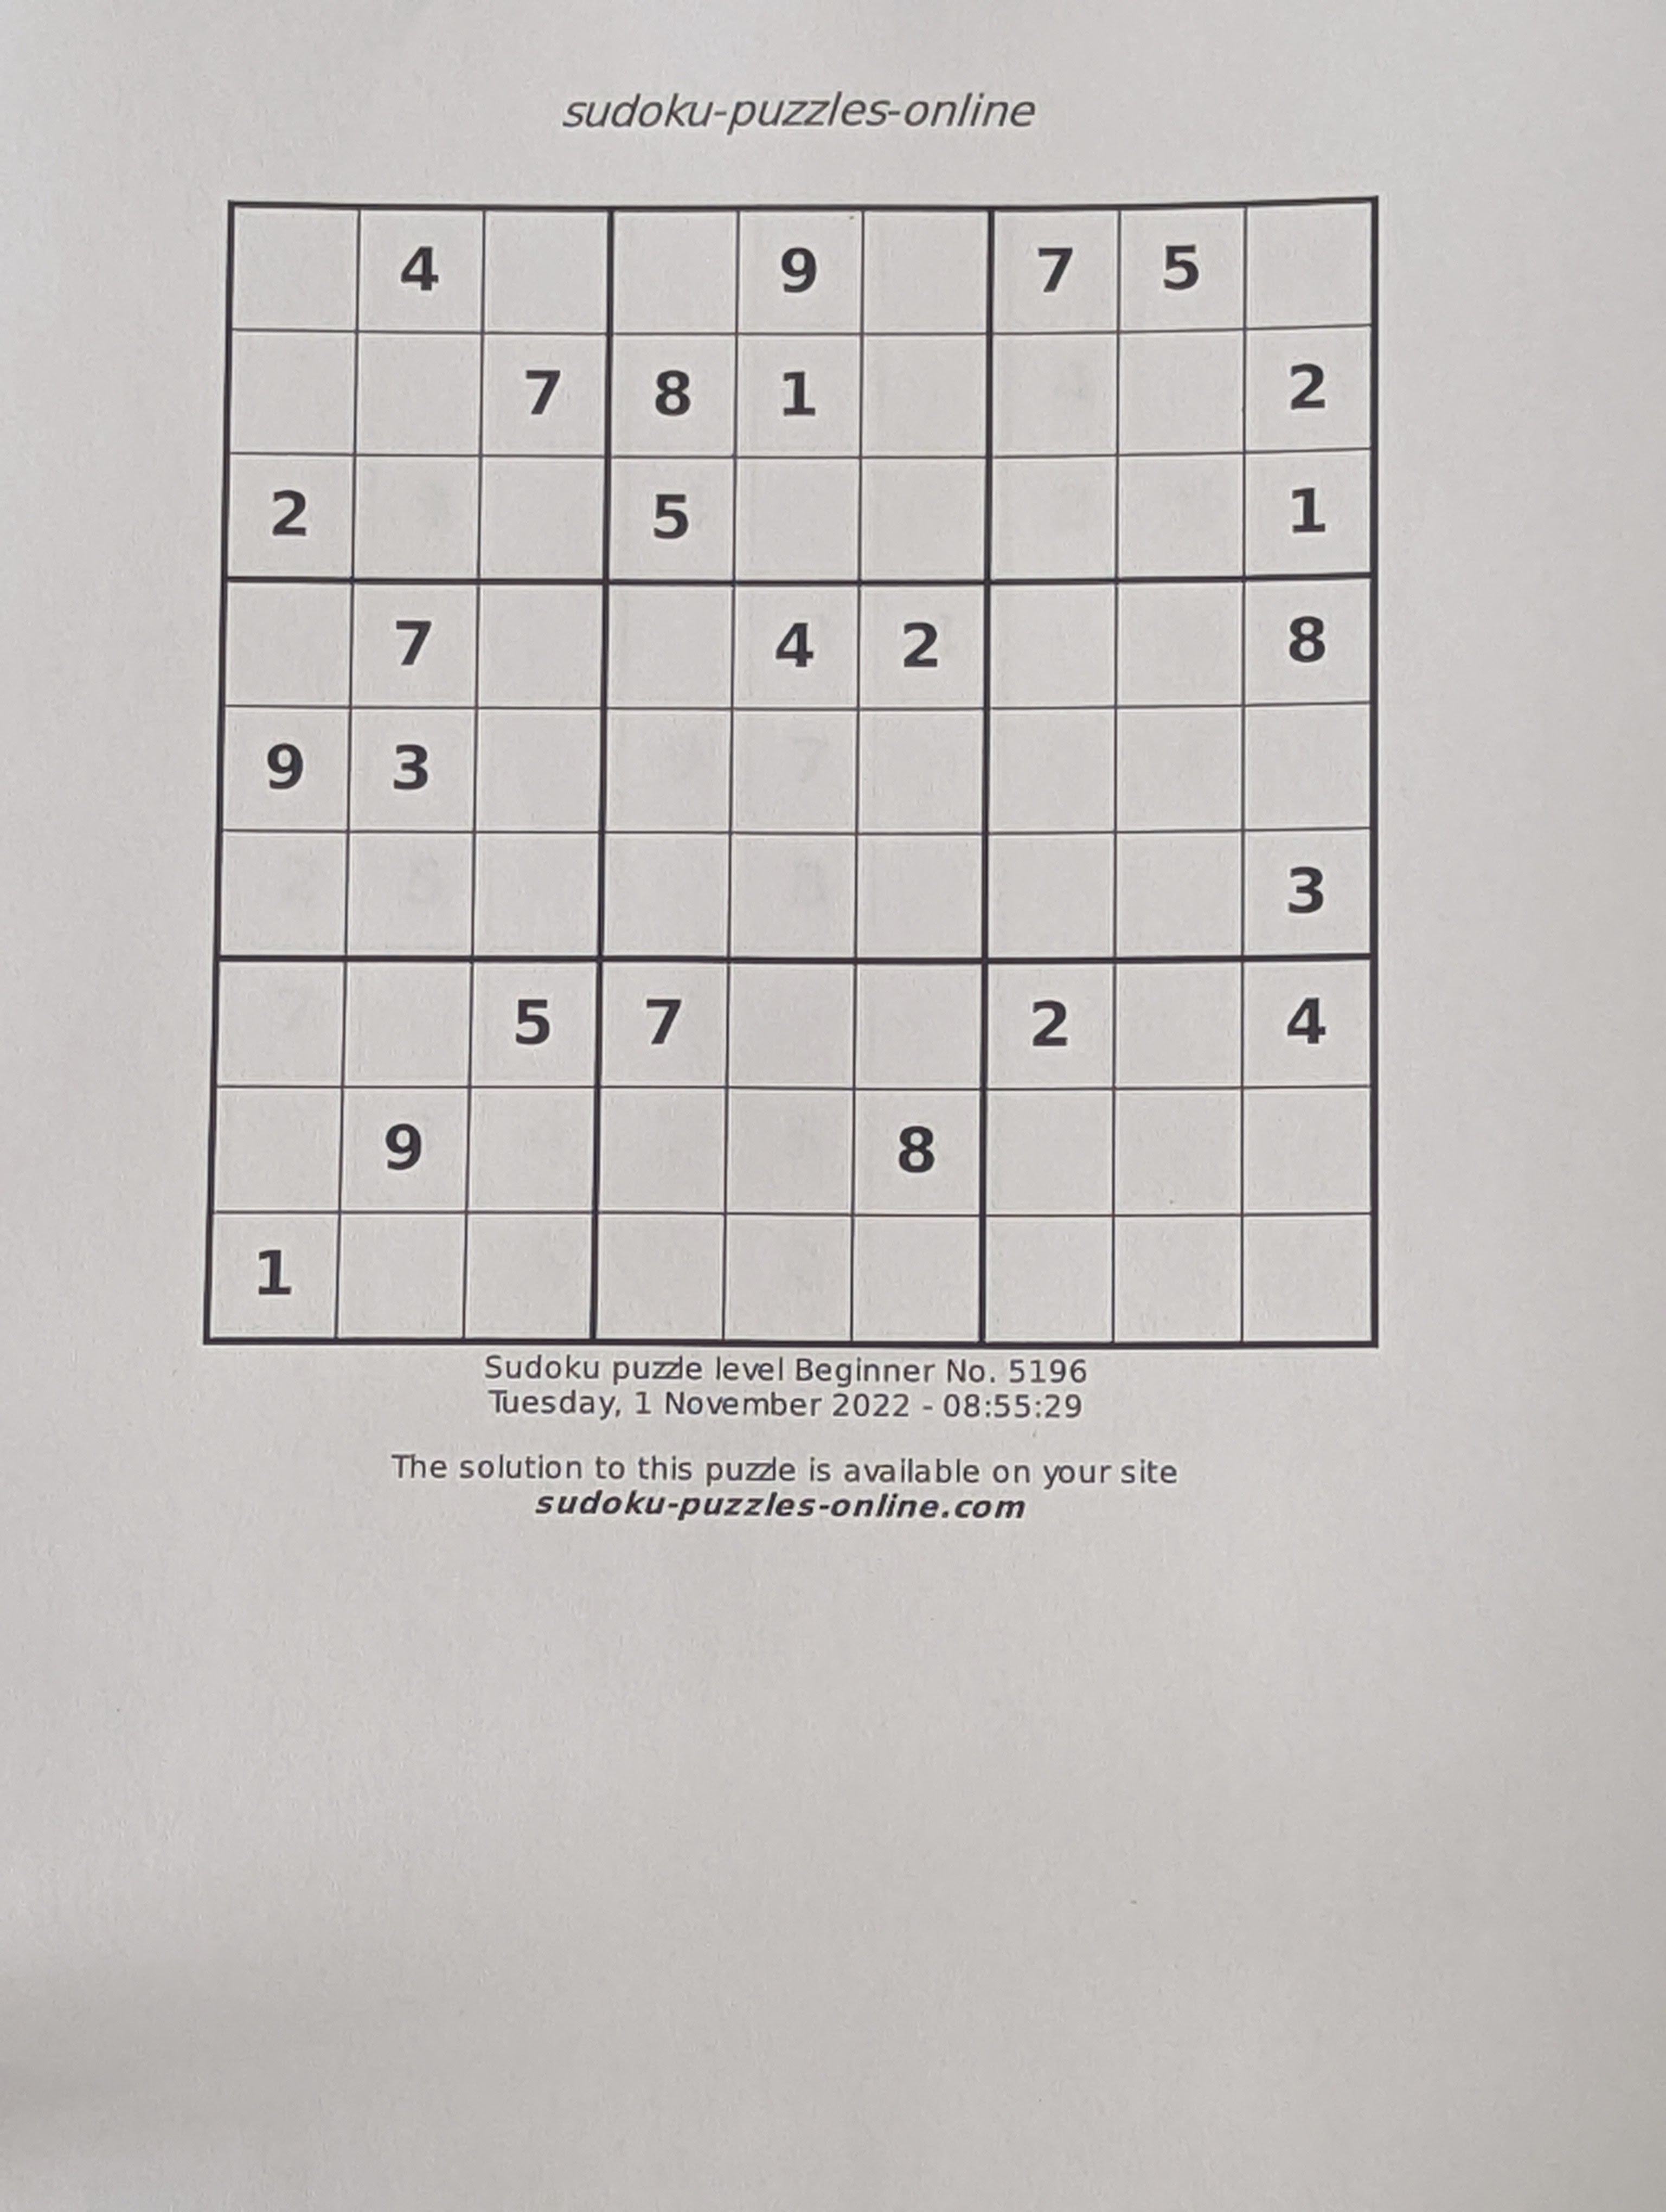 sudoku-puzzles-online
4 9 7 5
7 8 1 2
2 5 1
7 4 2 8
9 3
3
5 7 2 4
9 8
1
Sudoku puzzle level Beginner No. 5196
Tuesday, 1 November 2022 - 08:55:29
The solution to this puzzle is available on your site
sudoku-puzzles-online.com